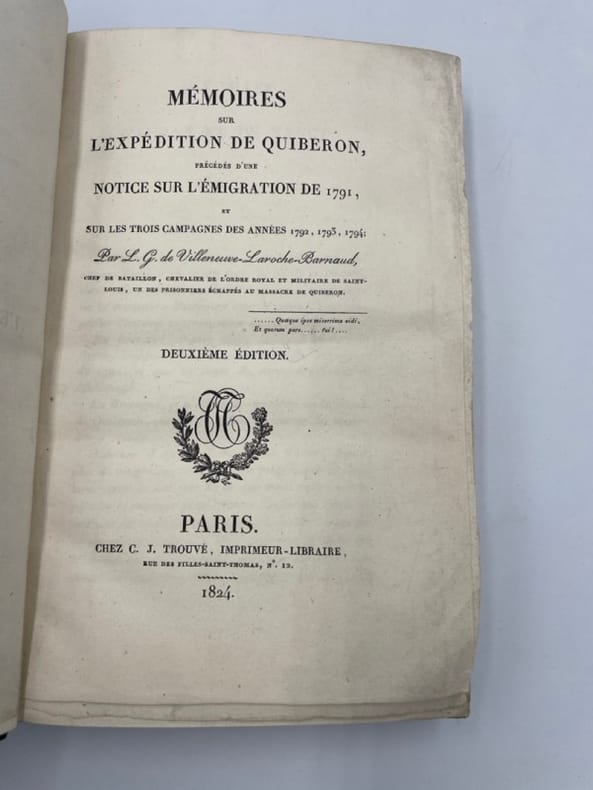 MÉMOIRES
SUR
L'EXPÉDITION DE QUIBERON,
PRÉCÉDÉS D'UNE
NOTICE SUR L'ÉMIGRATION DE 1791,
ET
SUR LES TROIS CAMPAGNES DES ANNÉES 1792, 1793, 1794;
Par L. G. de Villeneuve-Laroche-Barnaud,
CHEF DE BATAILLON, CHEVALIER DE L'ORDRE ROYAL ET MILITAIRE DE SAINT-
LOUIS, UN DES PRISONNIERS ÉCHAPPÉS AU MASSACRE DE QUIBERON.
......Quæque ipse miserrima vidi,
Et quorum pars......fui!....
DEUXIÈME ÉDITION.
PARIS.
CHEZ C. J. TROUVÉ, IMPRIMEUR-LIBRAIRE,
RUE DES FILLES-SAINT-THOMAS, N°. 12.
1824.